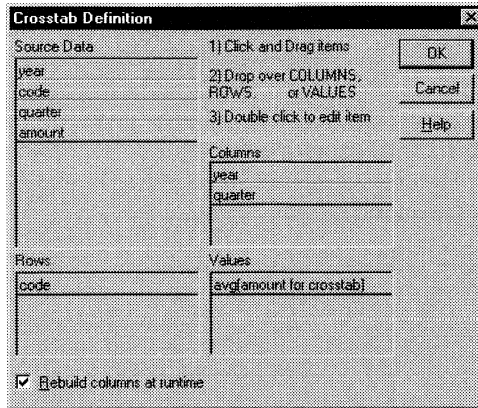 Crosstab Definition
Source Data
year
code
quarter
amount
1) Click and Drag items
2) Drop over COLUMNS,
ROWS, or VALUES
3) Double click to edit item
OK
Cancel
Help
Columns
year
quarter
Rows
code
Values
avg(amount for crosstab)
Rebuild columns at runtime